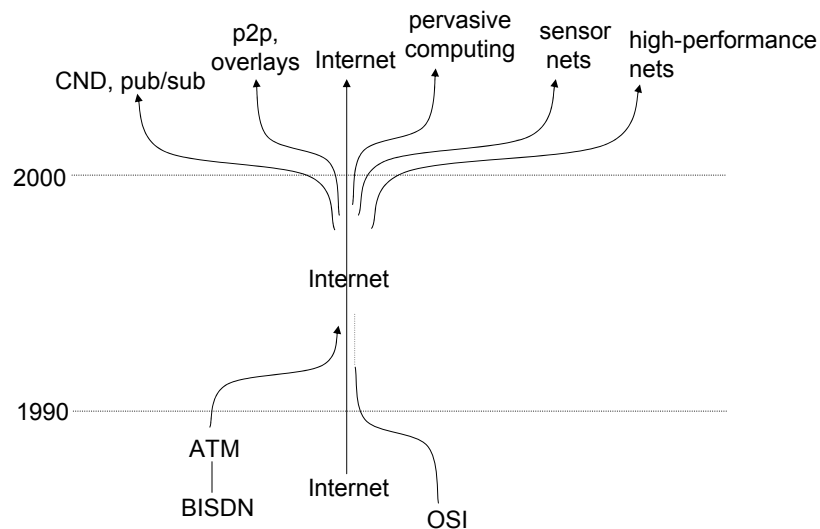 p2p,
overlays
Internet
pervasive
computing
sensor
nets
high-performance
nets
CND, pub/sub
2000
Internet
1990
ATM
BISDN
Internet
OSI